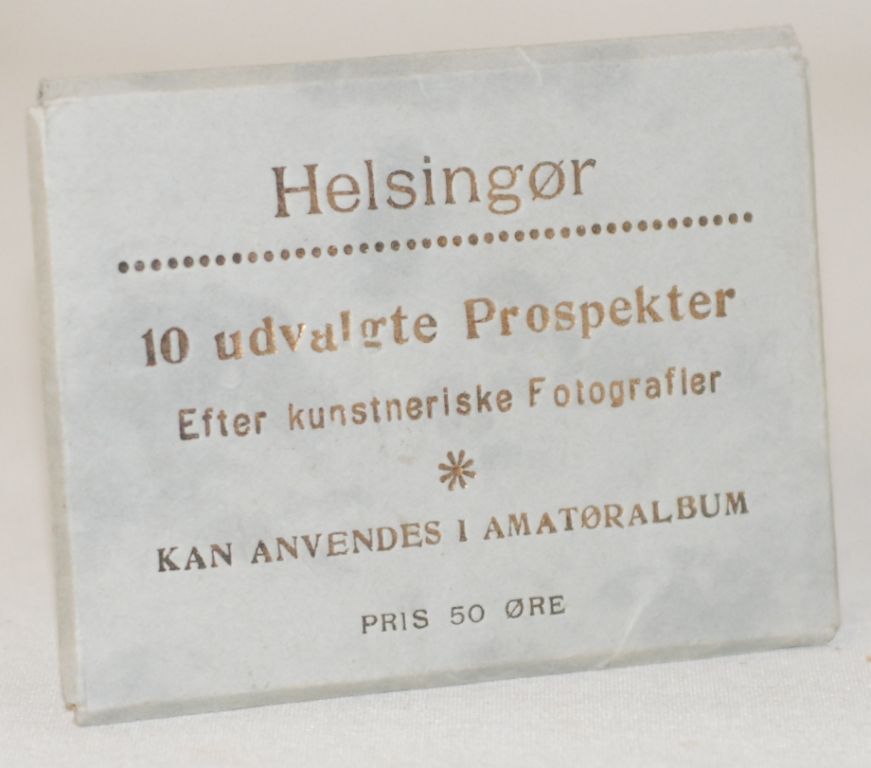 Helsingør
10 udvalgte Prospekter
Efter kunstneriske Fotografier
*
KAN ANVENDES I AMATØRALBUM
PRIS 50 ØRE